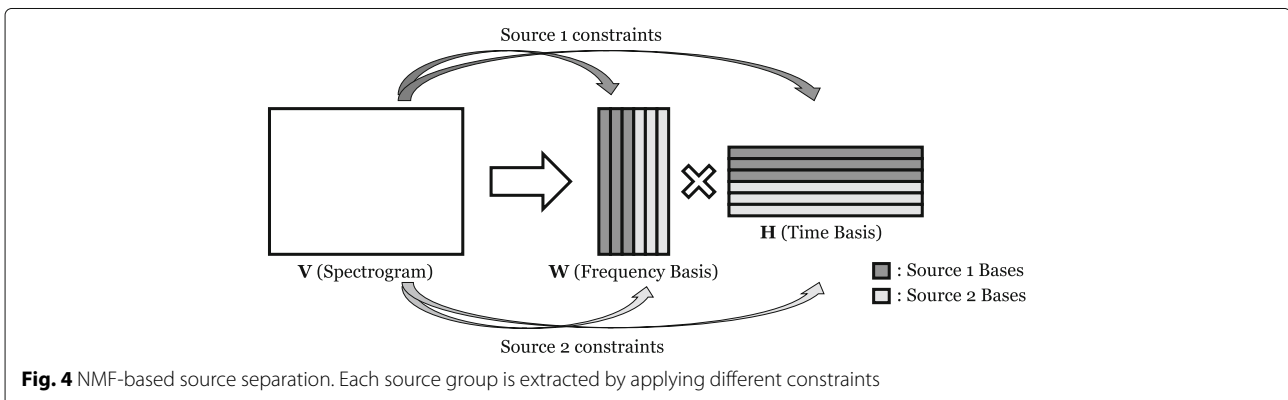 Source 1 constraints
V (Spectrogram)
W (Frequency Basis)
H (Time Basis)
: Source 1 Bases
: Source 2 Bases
Source 2 constraints
Fig. 4 NMF-based source separation. Each source group is extracted by applying different constraints